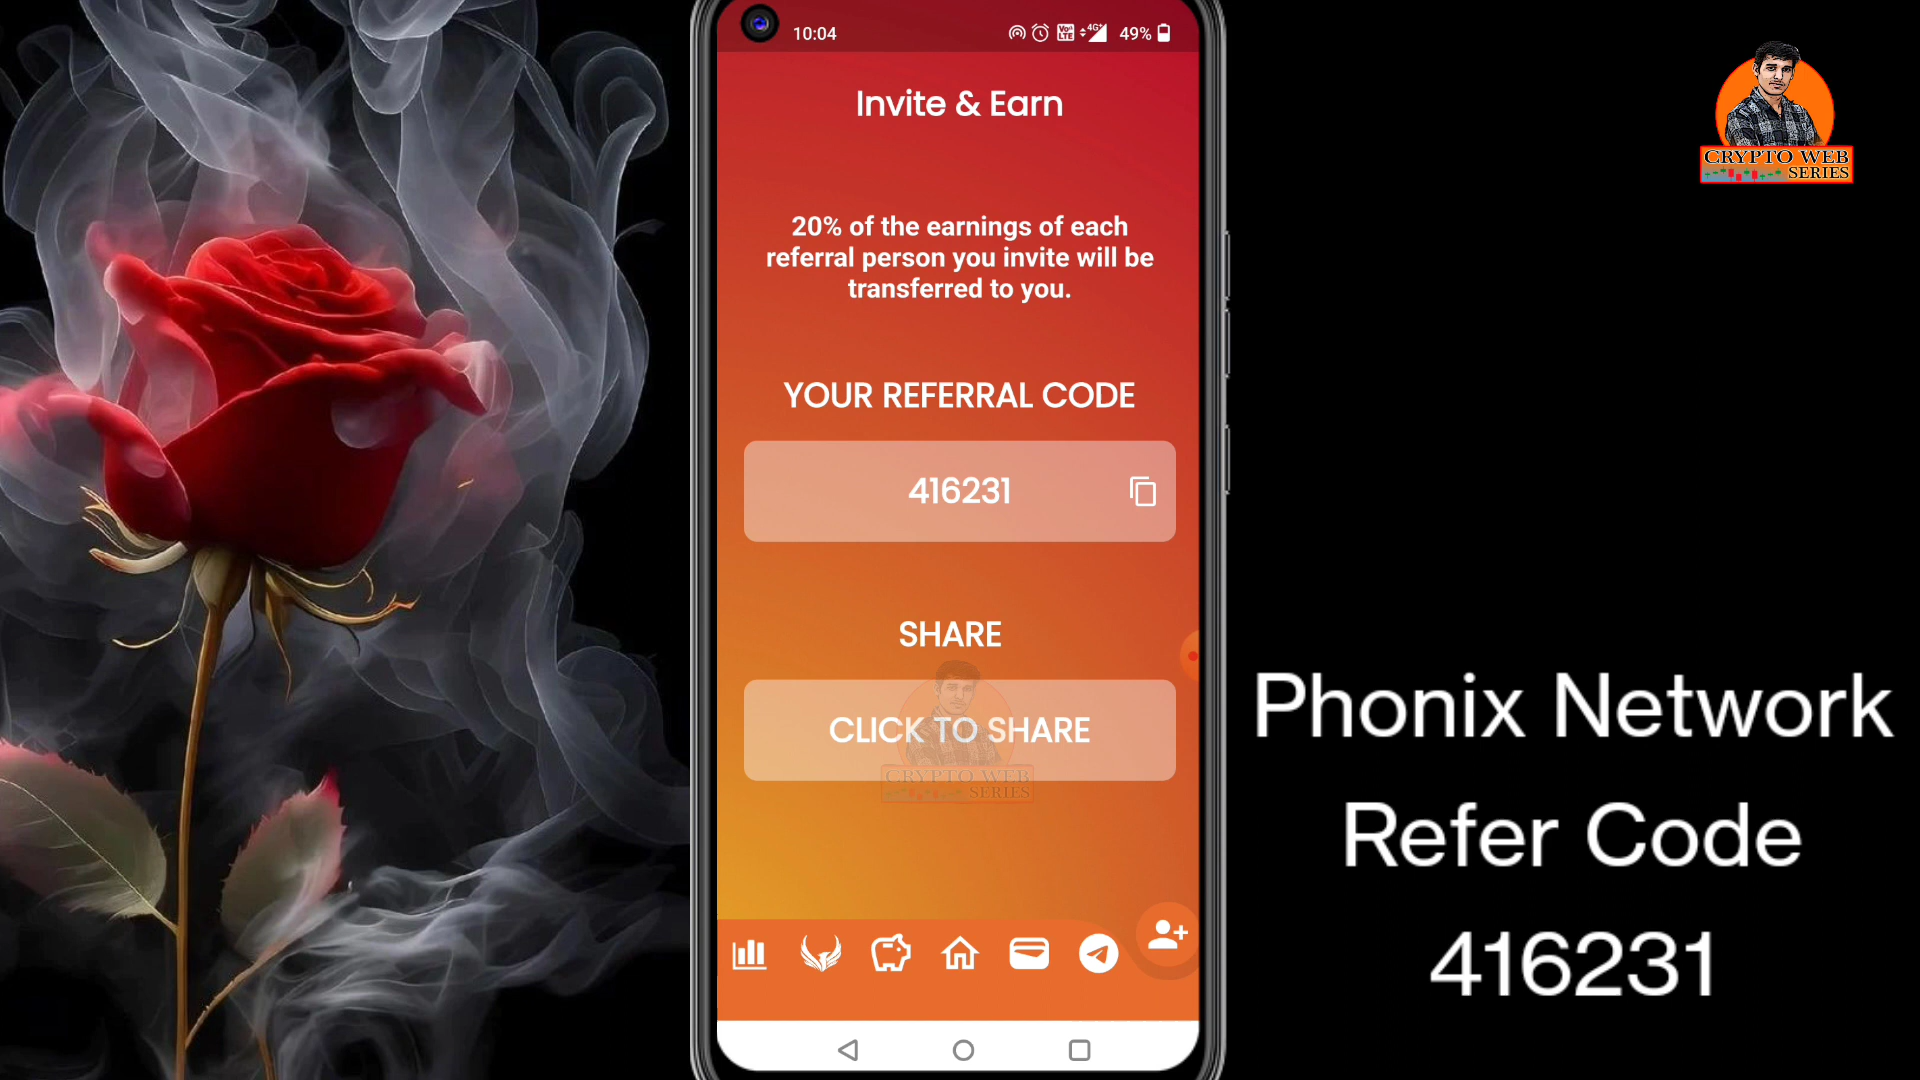 10:04
VoLTE
4G+
49%
Invite & Earn
20% of the earnings of each
referral person you invite will be
transferred to you.
YOUR REFERRAL CODE
416231
SHARE
CLICK TO SHARE
CRYPTO WEB
SERIES
CRYPTO WEB
SERIES
Phonix Network
Refer Code
416231